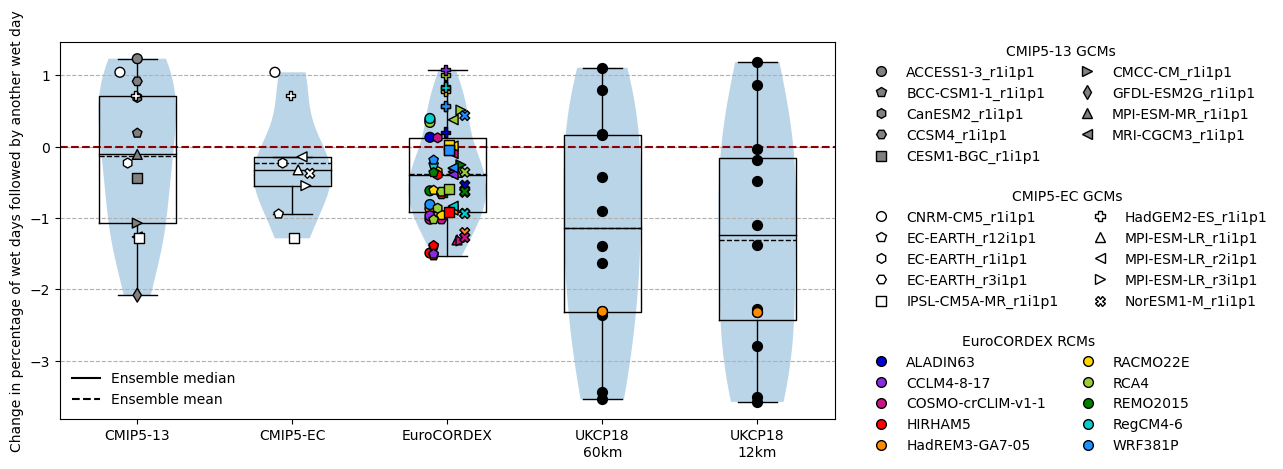 Change in percentage of wet days followed by another wet day
1
0
−1
−2
−3
Ensemble median
Ensemble mean
CMIP5-13
CMIP5-EC
EuroCORDEX
UKCP18
60km
UKCP18
12km
CMIP5-13 GCMs
ACCESS1-3_r1i1p1
BCC-CSM1-1_r1i1p1
CanESM2_r1i1p1
CCSM4_r1i1p1
CESM1-BGC_r1i1p1
CMCC-CM_r1i1p1
GFDL-ESM2G_r1i1p1
MPI-ESM-MR_r1i1p1
MRI-CGCM3_r1i1p1
CMIP5-EC GCMs
CNRM-CM5_r1i1p1
EC-EARTH_r12i1p1
EC-EARTH_r1i1p1
EC-EARTH_r3i1p1
IPSL-CM5A-MR_r1i1p1
HadGEM2-ES_r1i1p1
MPI-ESM-LR_r1i1p1
MPI-ESM-LR_r2i1p1
MPI-ESM-LR_r3i1p1
NorESM1-M_r1i1p1
EuroCORDEX RCMs
ALADIN63
CCLM4-8-17
COSMO-crCLIM-v1-1
HIRHAM5
HadREM3-GA7-05
RACMO22E
RCA4
REMO2015
RegCM4-6
WRF381P